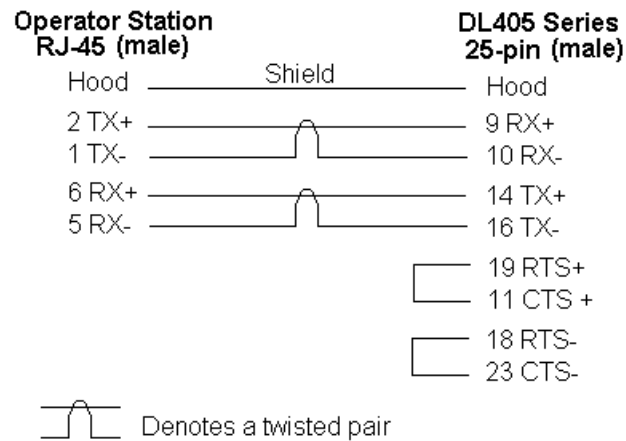 Operator Station DL405 Series
RJ-45 (male) 25-pin (male)
Hood Shield Hood
2 TX+ 9 RX+
1 TX- 10 RX-
6 RX+ 14 TX+
5 RX- 16 TX-
19 RTS+
11 CTS +
18 RTS-
23 CTS-
Denotes a twisted pair